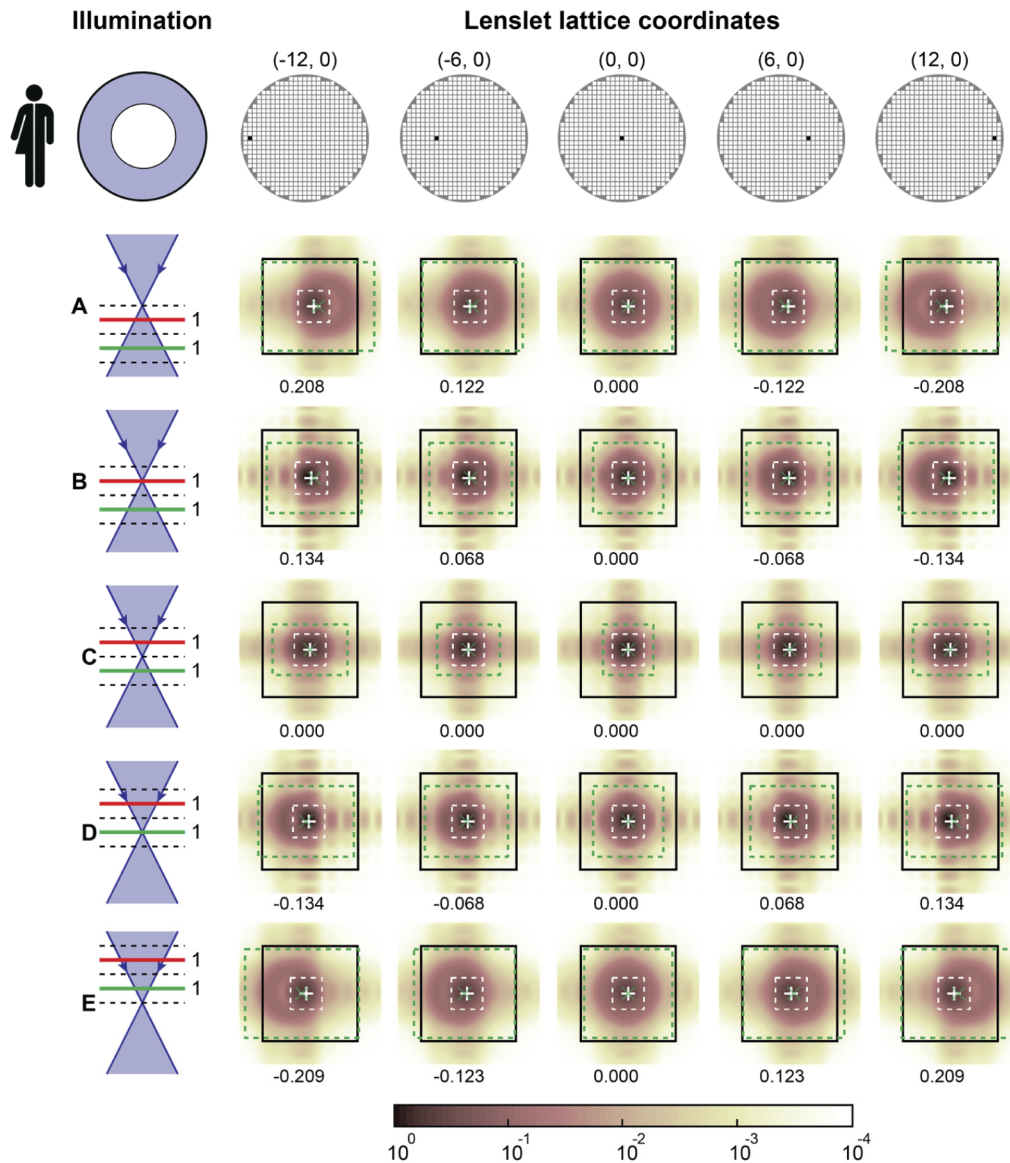 Illumination Lenslet lattice coordinates
(-12, 0) (-6, 0) (0, 0) (6, 0) (12, 0)
A 1
1
0.208 0.122 0.000 -0.122 -0.208
B 1
1
0.134 0.068 0.000 -0.068 -0.134
C 1
1
0.000 0.000 0.000 0.000 0.000
D 1
1
-0.134 -0.068 0.000 0.068 0.134
E 1
1
-0.209 -0.123 0.000 0.123 0.209
10⁰ 10⁻¹ 10⁻² 10⁻³ 10⁻⁴